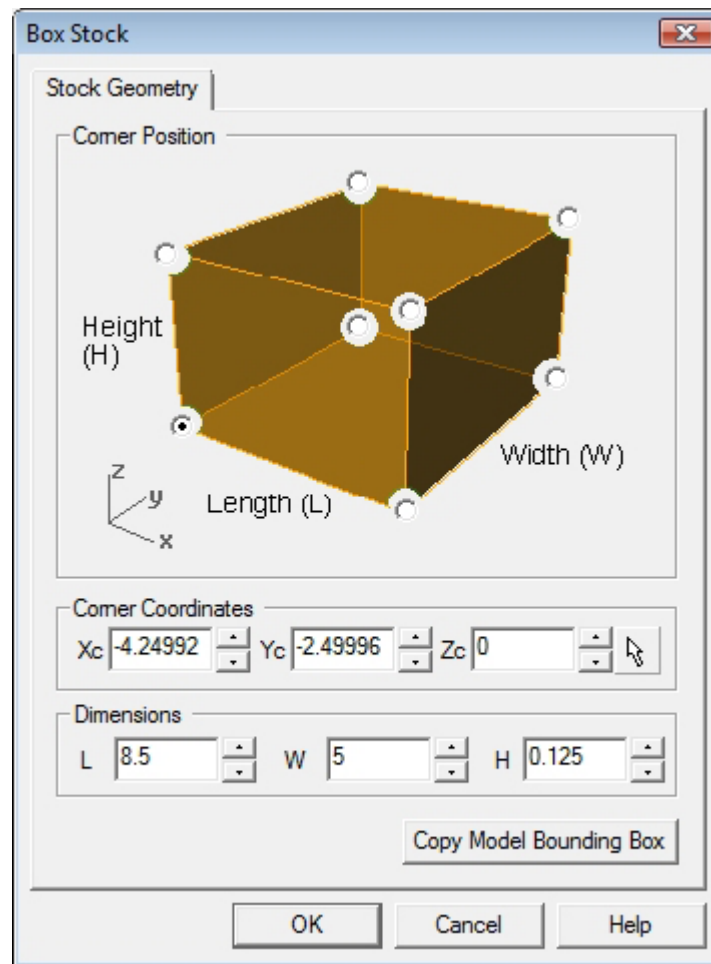 Box Stock
Stock Geometry
Corner Position
Height
(H)
Width (W)
Length (L)
z
y
x
Corner Coordinates
Xc -4.24992 Yc -2.49996 Zc 0
Dimensions
L 8.5 W 5 H 0.125
Copy Model Bounding Box
OK Cancel Help